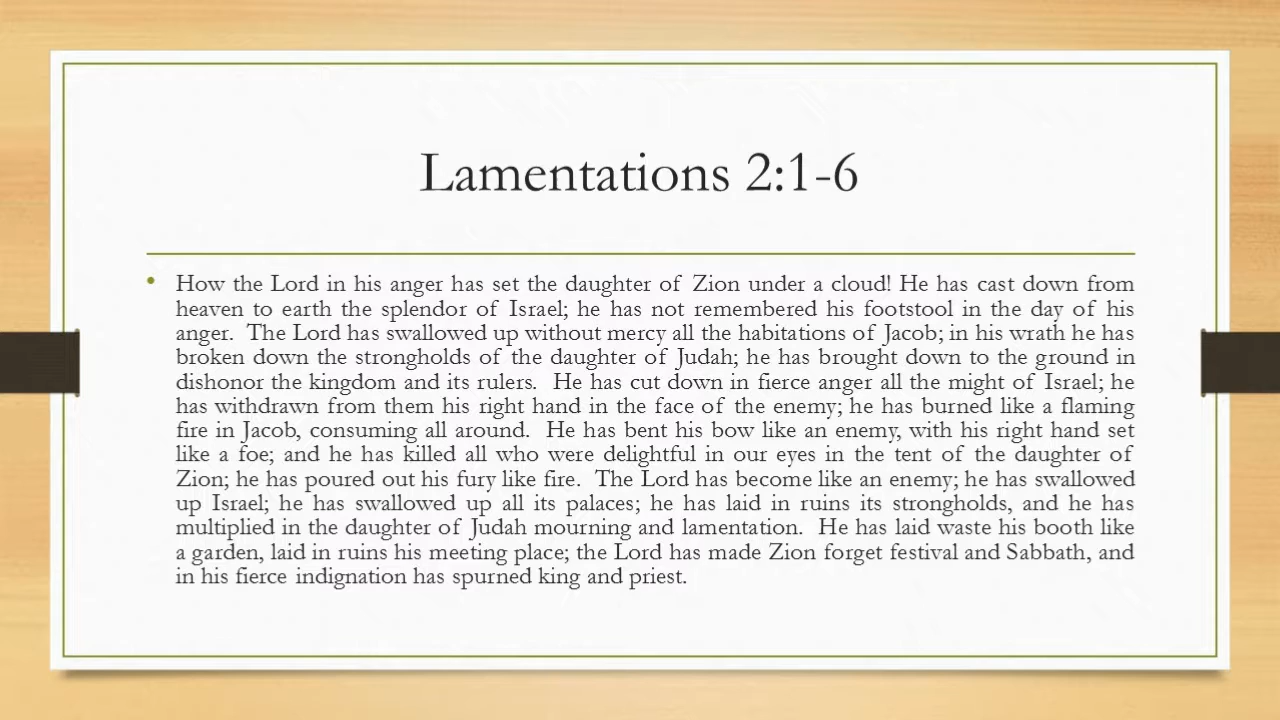 Lamentations 2:1-6
• How the Lord in his anger has set the daughter of Zion under a cloud! He has cast down from
heaven to earth the splendor of Israel; he has not remembered his footstool in the day of his
anger.  The Lord has swallowed up without mercy all the habitations of Jacob; in his wrath he has
broken down the strongholds of the daughter of Judah; he has brought down to the ground in
dishonor the kingdom and its rulers.  He has cut down in fierce anger all the might of Israel; he
has withdrawn from them his right hand in the face of the enemy; he has burned like a flaming
fire in Jacob, consuming all around.  He has bent his bow like an enemy, with his right hand set
like a foe; and he has killed all who were delightful in our eyes in the tent of the daughter of
Zion; he has poured out his fury like fire.  The Lord has become like an enemy; he has swallowed
up Israel; he has swallowed up all its palaces; he has laid in ruins its strongholds, and he has
multiplied in the daughter of Judah mourning and lamentation.  He has laid waste his booth like
a garden, laid in ruins his meeting place; the Lord has made Zion forget festival and Sabbath, and
in his fierce indignation has spurned king and priest.